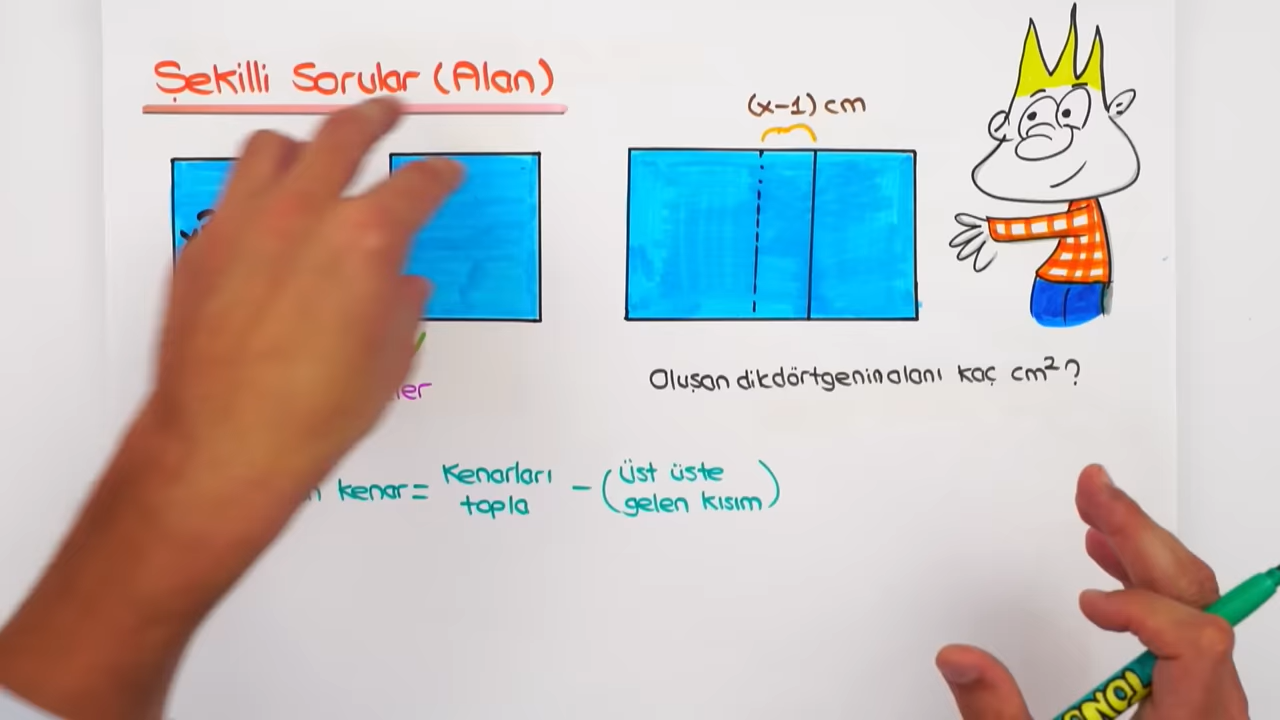 Şekilli Sorular (Alan)
(x-1) cm
Oluşan dikdörtgenin alanı kaç cm²?
kenar = Kenarları topla - (üst üste gelen kısım)